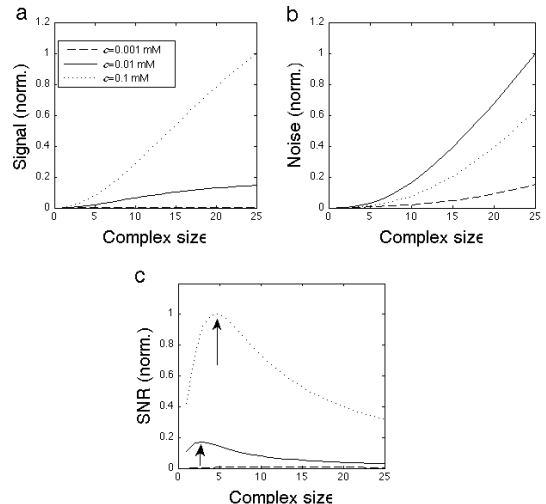 a
1.2
1
0.8
0.6
0.4
0.2
0
0 5 10 15 20 25
Signal (norm.)
Complex size
c=0.001 mM
c=0.01 mM
c=0.1 mM
b
1.2
1
0.8
0.6
0.4
0.2
0
0 5 10 15 20 25
Noise (norm.)
Complex size
c
1
0.8
0.6
0.4
0.2
0
0 5 10 15 20 25
SNR (norm.)
Complex size